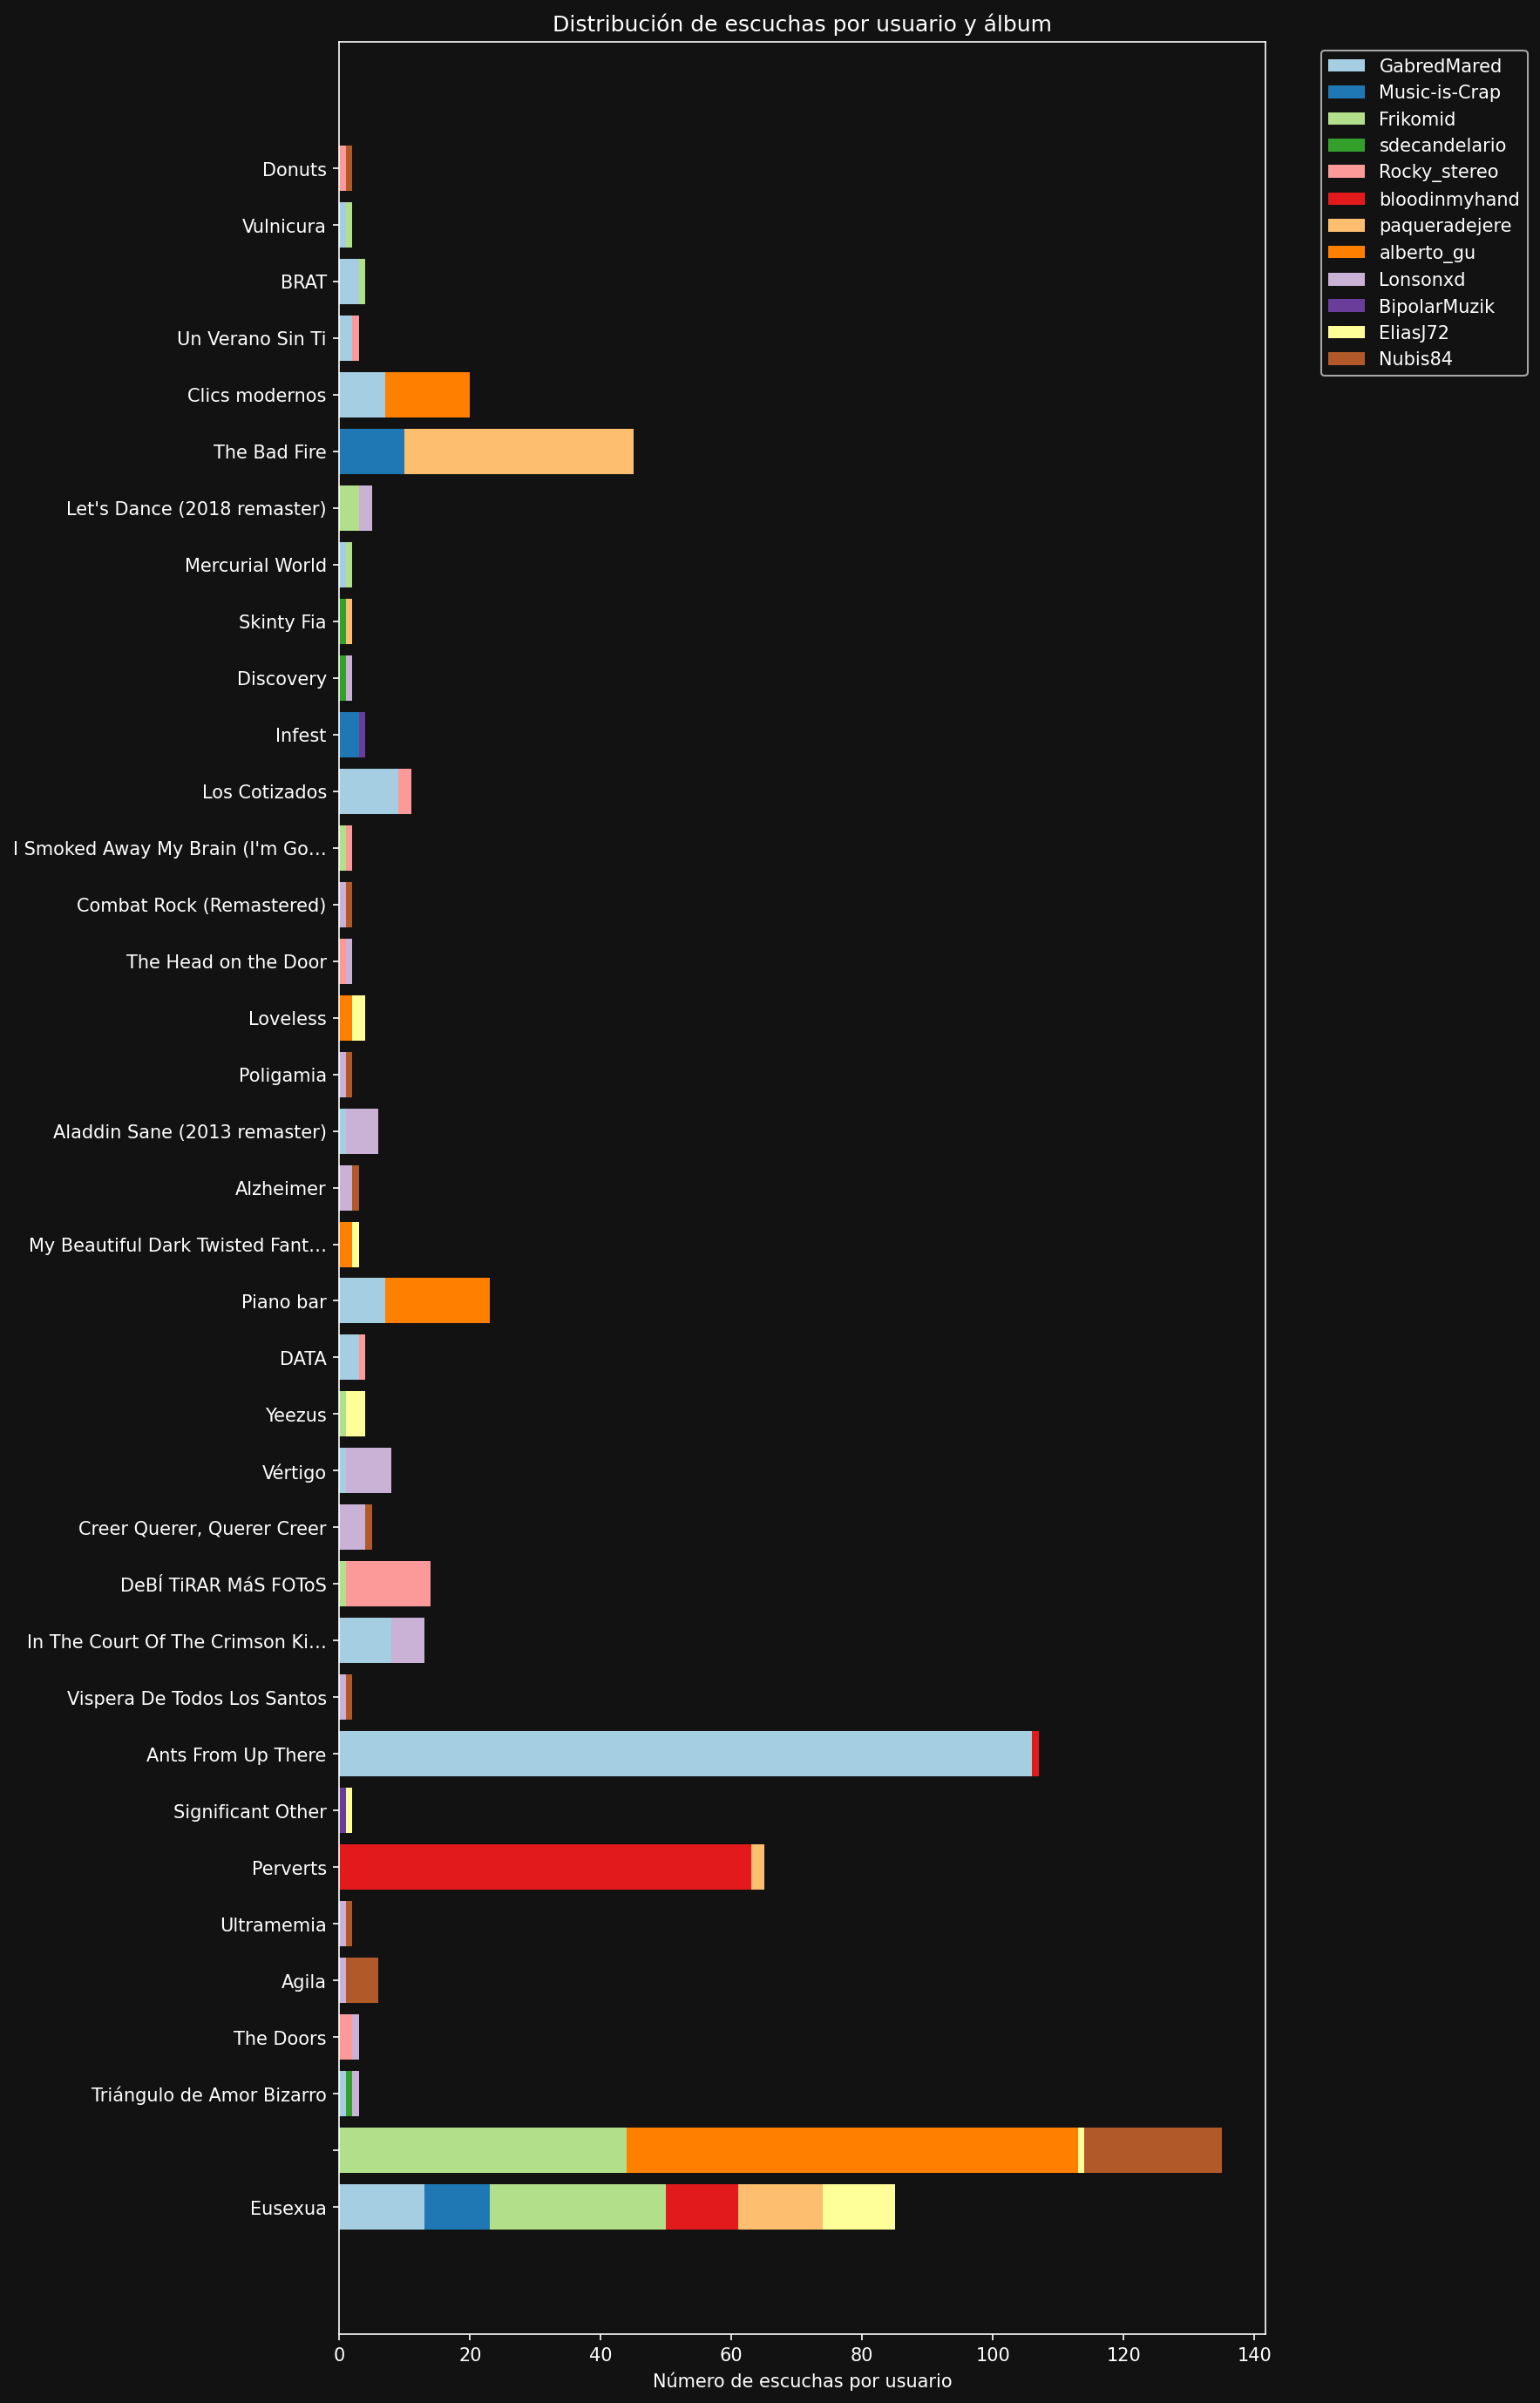 Distribución de escuchas por usuario y álbum
GabredMared
Music-is-Crap
Frikomid
sdecandelario
Rocky_stereo
bloodinmyhand
paqueradejere
alberto_gu
Lonsonxd
BipolarMuzik
EliasJ72
Nubis84
Donuts
Vulnicura
BRAT
Un Verano Sin Ti
Clics modernos
The Bad Fire
Let's Dance (2018 remaster)
Mercurial World
Skinty Fia
Discovery
Infest
Los Cotizados
I Smoked Away My Brain (I'm Go…
Combat Rock (Remastered)
The Head on the Door
Loveless
Poligamia
Aladdin Sane (2013 remaster)
Alzheimer
My Beautiful Dark Twisted Fant…
Piano bar
DATA
Yeezus
Vértigo
Creer Querer, Querer Creer
DeBÍ TiRAR MáS FOToS
In The Court Of The Crimson Ki…
Vispera De Todos Los Santos
Ants From Up There
Significant Other
Perverts
Ultramemia
Agila
The Doors
Triángulo de Amor Bizarro
Eusexua
0 20 40 60 80 100 120 140
Número de escuchas por usuario